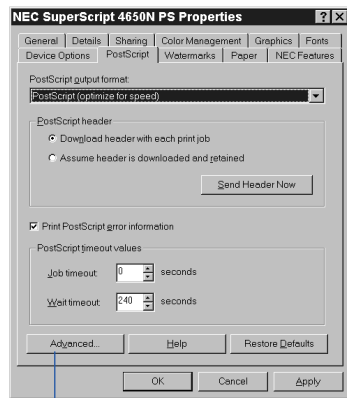 NEC SuperScript 4650N PS Properties
General Details Sharing Color Management Graphics Fonts
Device Options PostScript Watermarks Paper NEC Features
PostScript output format:
PostScript (optimize for speed)
PostScript header
Download header with each print job
Assume header is downloaded and retained
Send Header Now
Print PostScript error information
PostScript timeout values
Job timeout: 0 seconds
Wait timeout: 240 seconds
Advanced... Help Restore Defaults
OK Cancel Apply